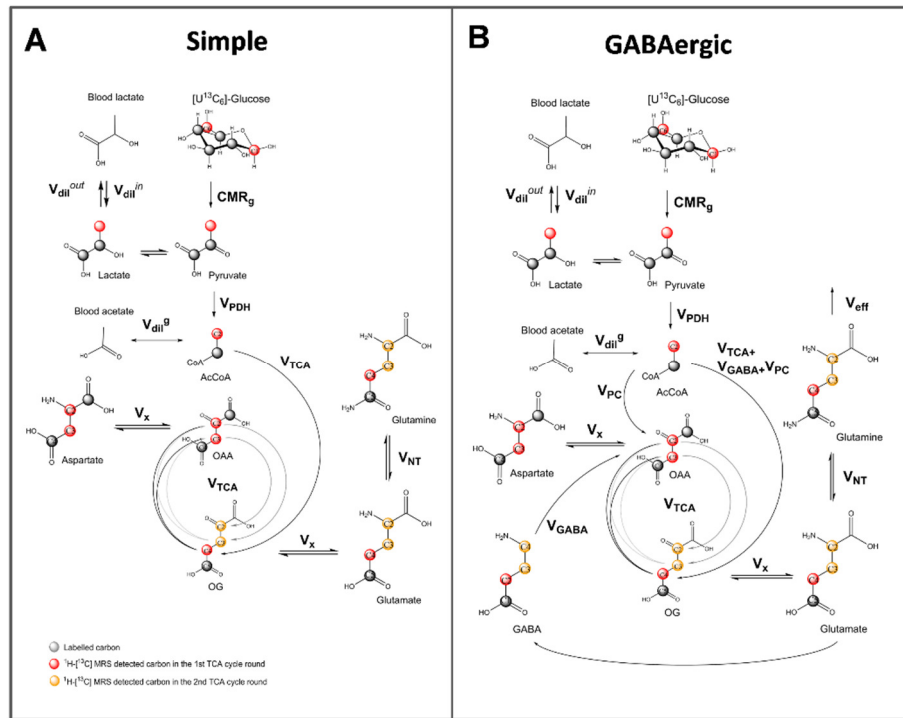 A
Simple
Blood lactate
[U¹³C₆]-Glucose
V_dil^out
V_dil^in
CMR_g
Lactate
Pyruvate
V_PDH
Blood acetate
V_dil^g
CoA
AcCoA
V_TCA
Glutamine
Aspartate
V_x
OAA
V_NT
V_TCA
V_x
OG
Glutamate
Labelled carbon
¹H-[¹³C] MRS detected carbon in the 1st TCA cycle round
¹H-[¹³C] MRS detected carbon in the 2nd TCA cycle round
B
GABAergic
Blood lactate
[U¹³C₆]-Glucose
V_dil^out
V_dil^in
CMR_g
Lactate
Pyruvate
V_PDH
V_eff
Blood acetate
V_dil^g
CoA
AcCoA
V_TCA+
V_GABA+V_PC
V_PC
Glutamine
Aspartate
V_x
OAA
V_NT
V_TCA
V_GABA
V_x
GABA
OG
Glutamate